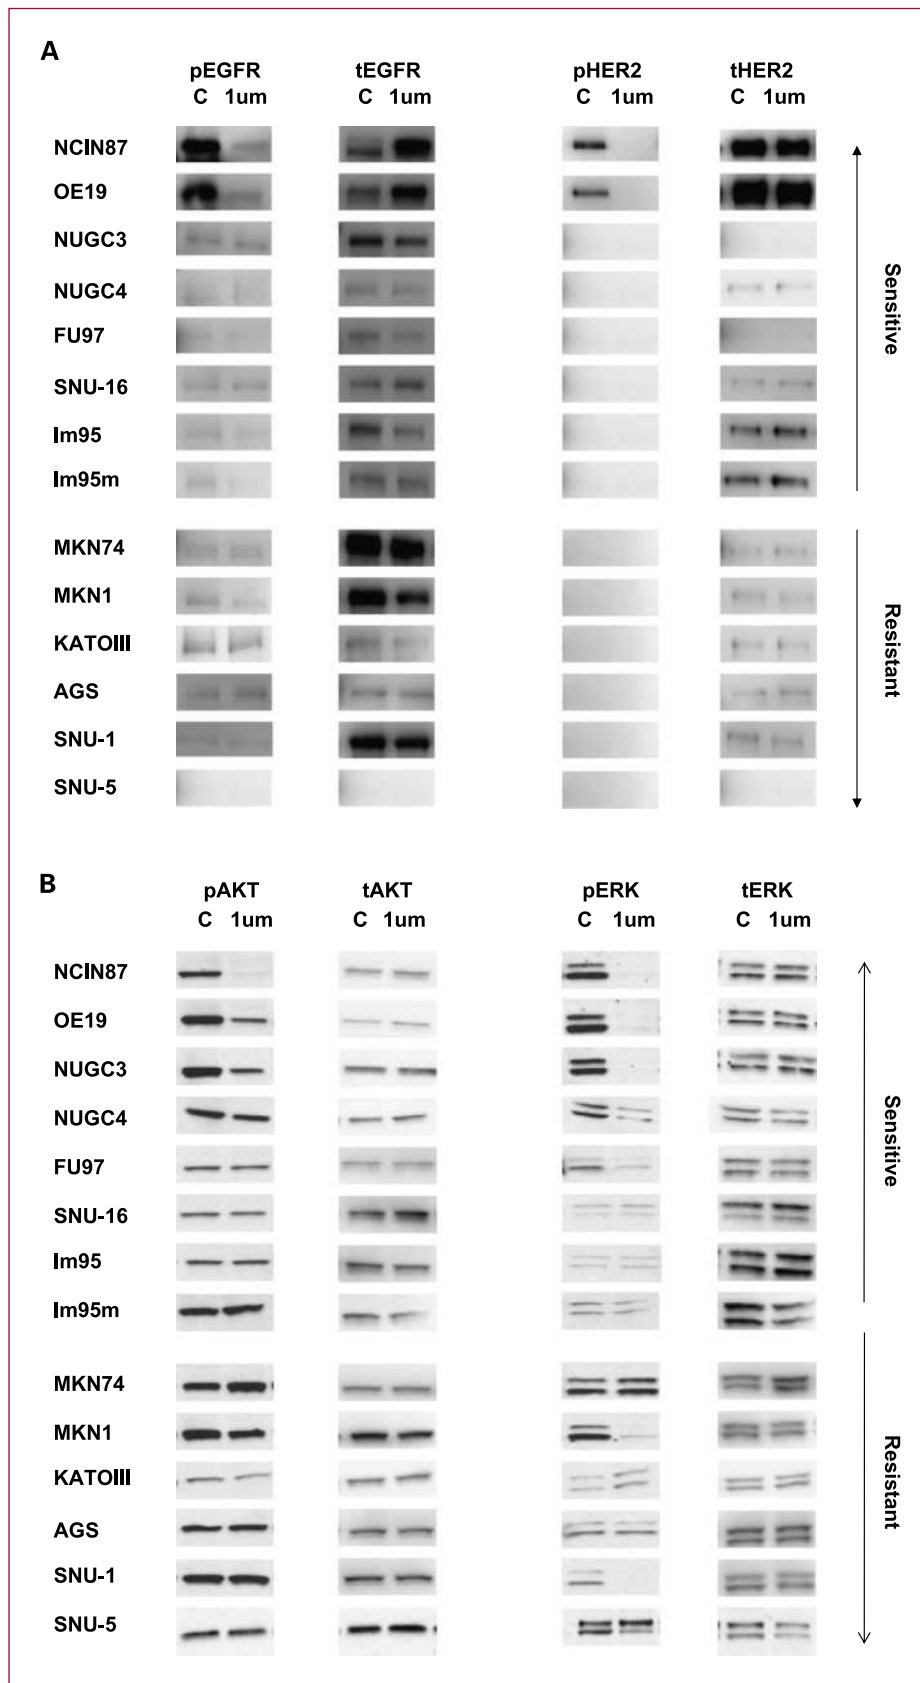 A
pEGFR tEGFR pHER2 tHER2
C 1um C 1um C 1um C 1um
NCIN87
OE19
NUGC3
NUGC4
FU97
SNU-16
Im95
Im95m
Sensitive
MKN74
MKN1
KATOIII
AGS
SNU-1
SNU-5
Resistant
B
pAKT tAKT pERK tERK
C 1um C 1um C 1um C 1um
NCIN87
OE19
NUGC3
NUGC4
FU97
SNU-16
Im95
Im95m
Sensitive
MKN74
MKN1
KATOIII
AGS
SNU-1
SNU-5
Resistant